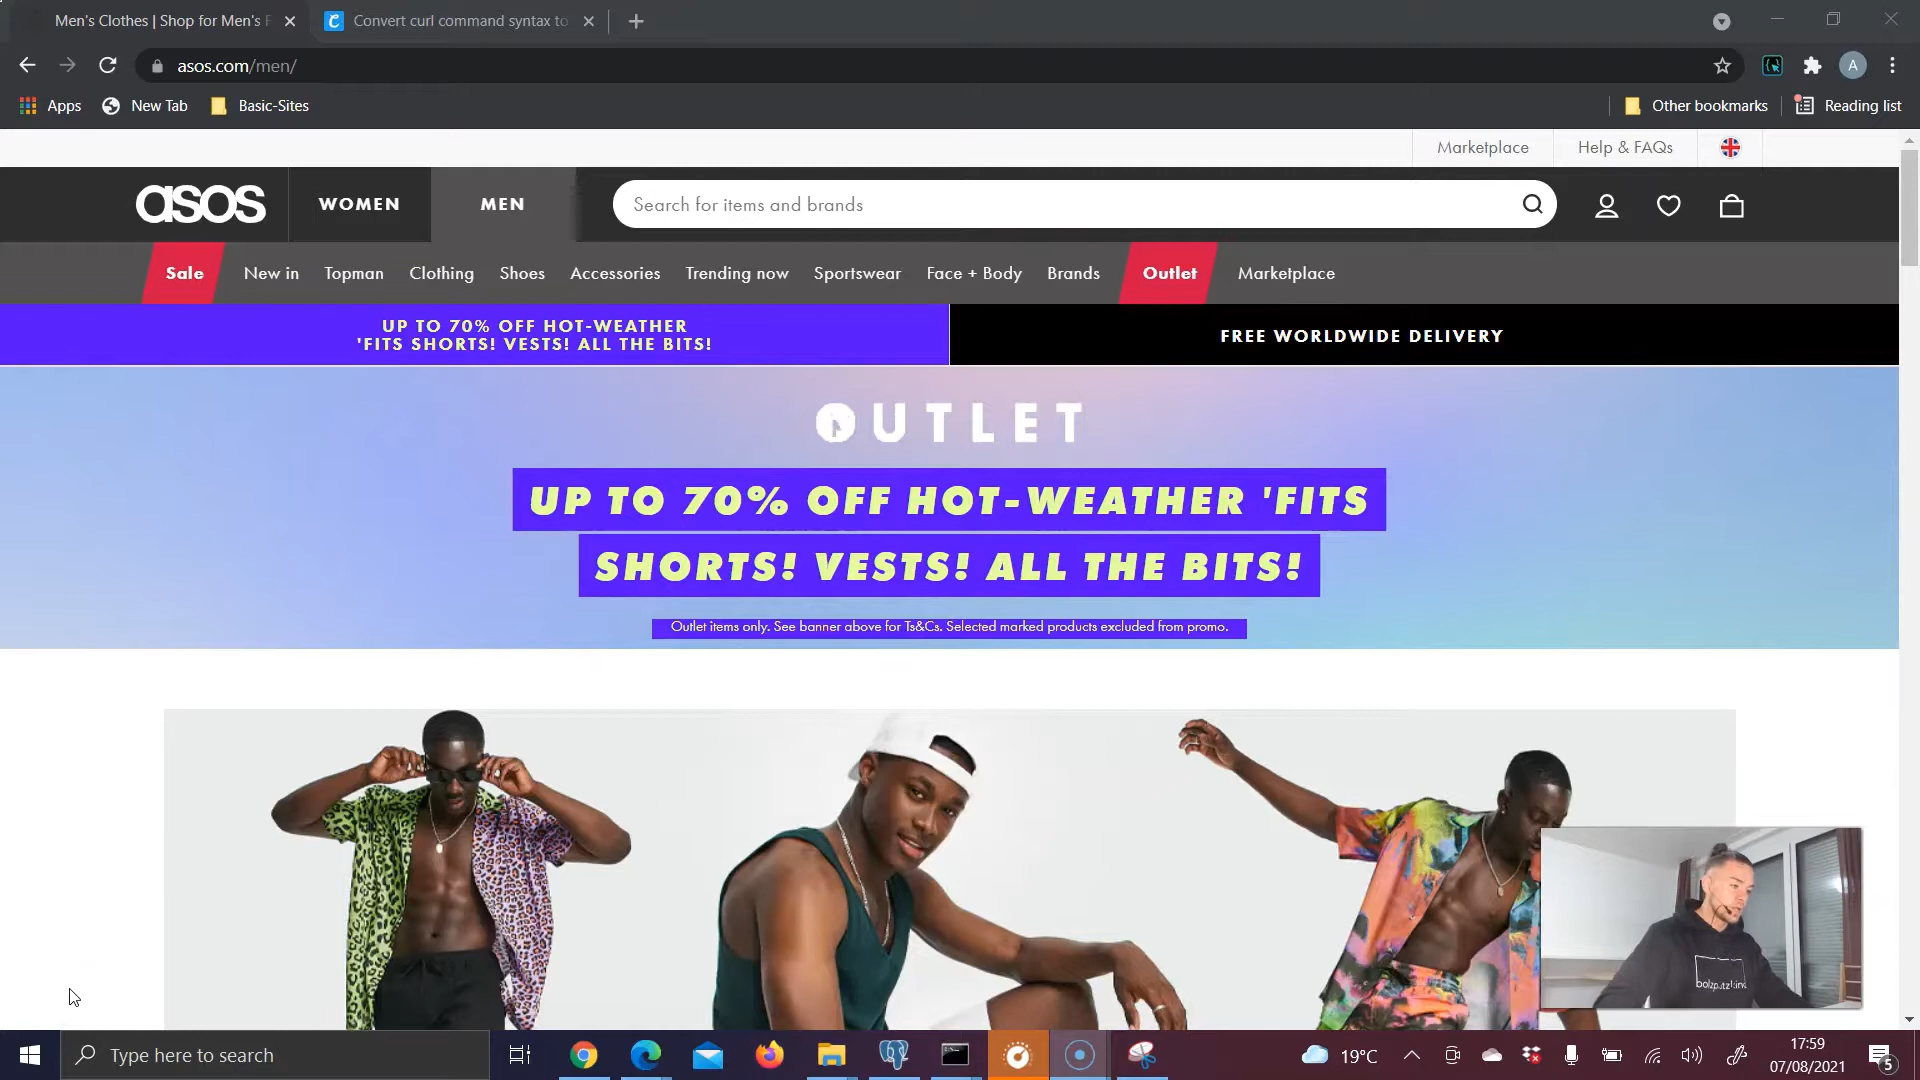 Men's Clothes | Shop for Men's F
Convert curl command syntax to
asos.com/men/
A
Apps
New Tab
Basic-Sites
Other bookmarks
Reading list
Marketplace
Help & FAQs
asos
WOMEN
MEN
Search for items and brands
Sale
New in
Topman
Clothing
Shoes
Accessories
Trending now
Sportswear
Face + Body
Brands
Outlet
Marketplace
UP TO 70% OFF HOT-WEATHER
'FITS SHORTS! VESTS! ALL THE BITS!
FREE WORLDWIDE DELIVERY
OUTLET
UP TO 70% OFF HOT-WEATHER 'FITS
SHORTS! VESTS! ALL THE BITS!
Outlet items only. See banner above for Ts&Cs. Selected marked products excluded from promo.
Type here to search
19°C
17:59
07/08/2021
5